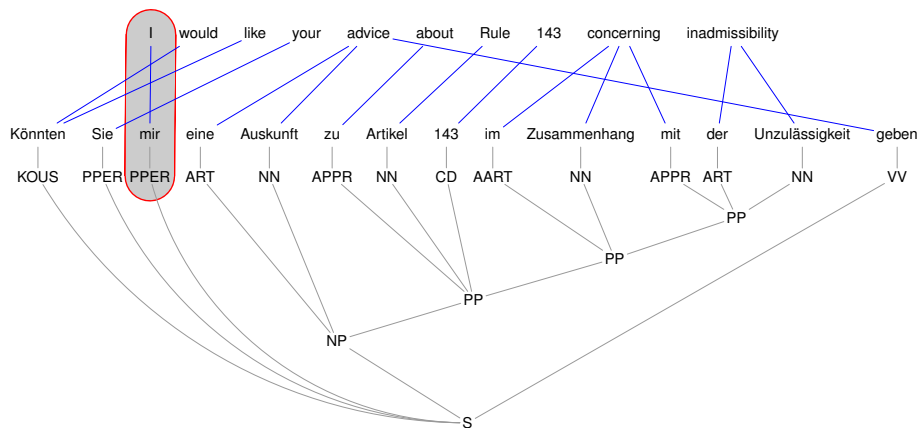 I would like your advice about Rule 143 concerning inadmissibility
Könnten Sie mir eine Auskunft zu Artikel 143 im Zusammenhang mit der Unzulässigkeit geben
KOUS PPER PPER ART NN APPR NN CD AART NN APPR ART NN VV
PP
PP
PP
NP
S